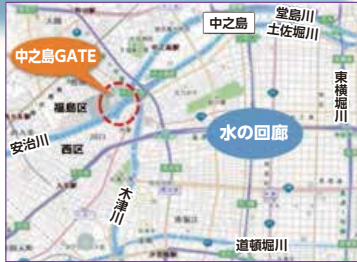 堂島川
土佐堀川
中之島
中之島GATE
東横堀川
福島区
水の回廊
安治川
西区
木津川
道頓堀川